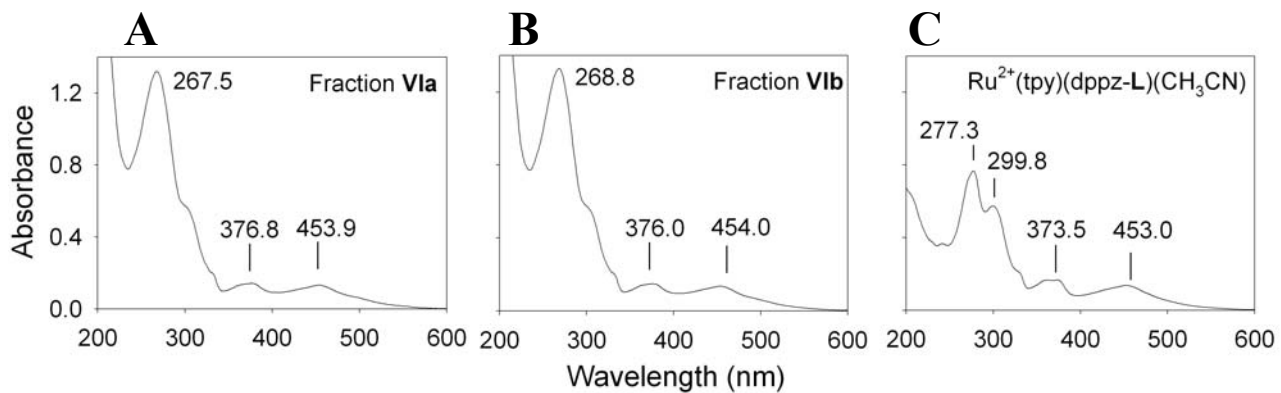 A
B
C
Absorbance
1.2
0.8
0.4
0.0
267.5
Fraction VIa
376.8
453.9
200 300 400 500 600
268.8
Fraction VIb
376.0
454.0
200 300 400 500 600
Ru²⁺(tpy)(dppz-L)(CH₃CN)
277.3
299.8
373.5
453.0
200 300 400 500 600
Wavelength (nm)